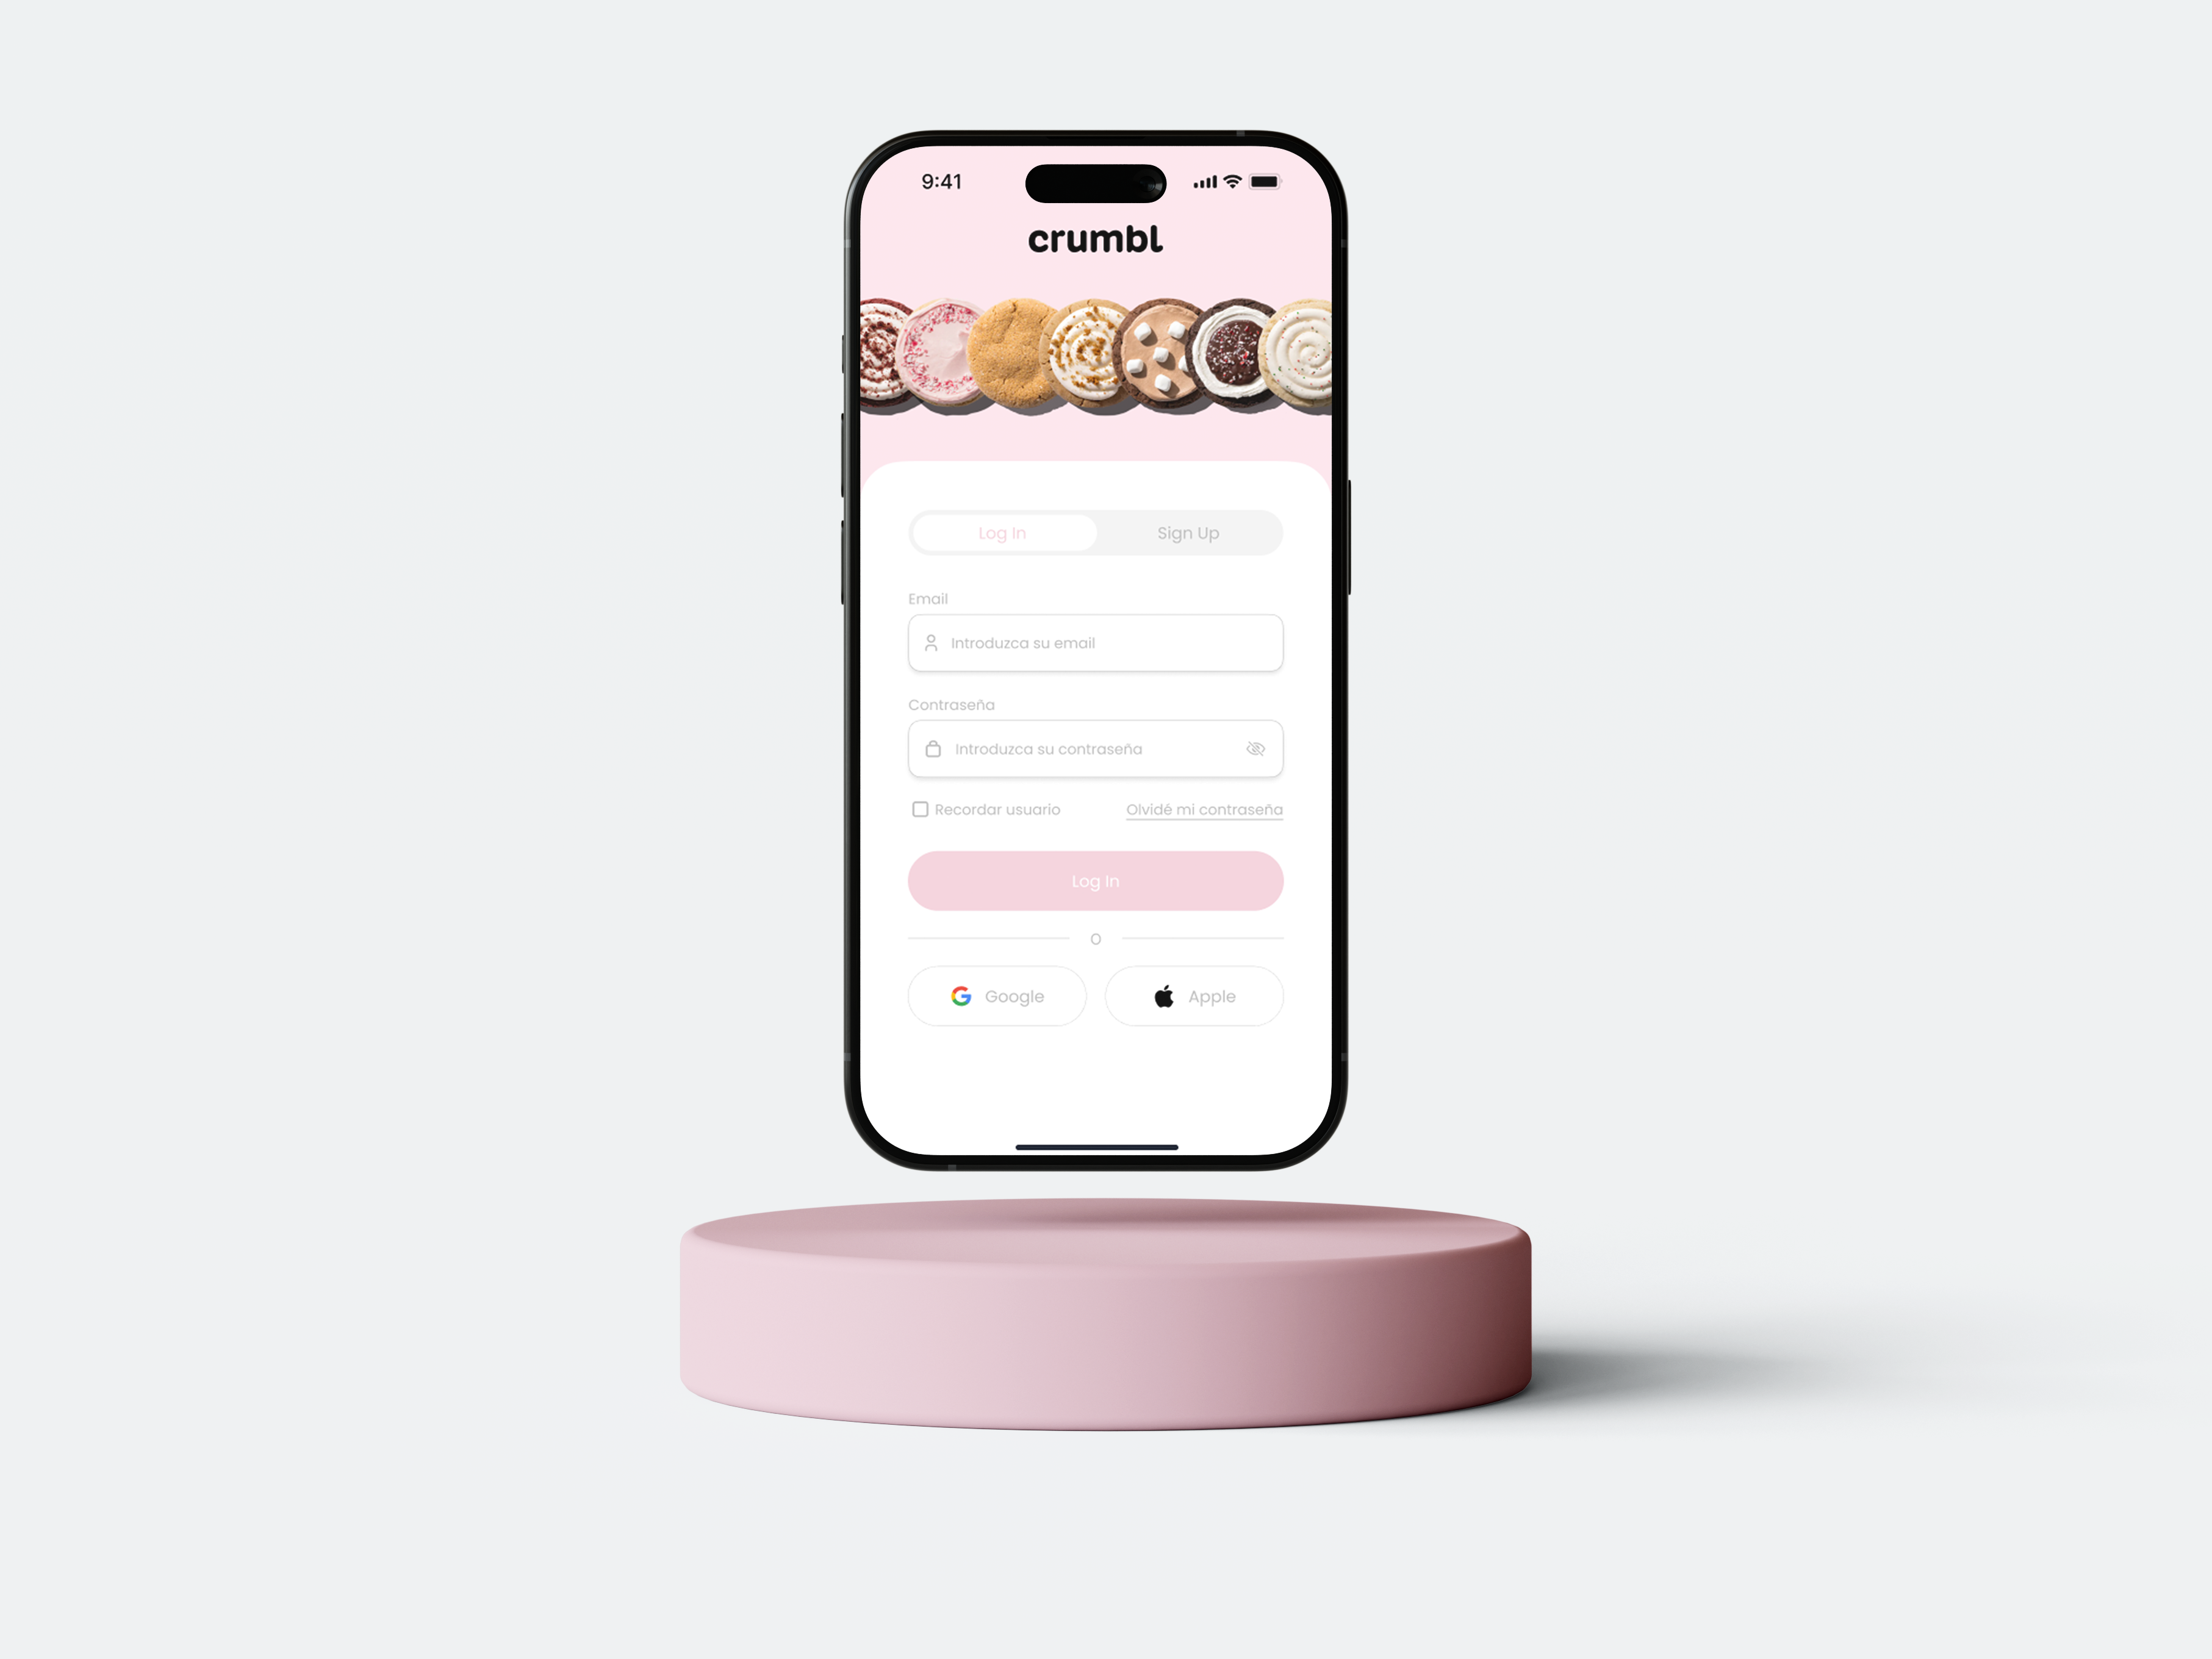 9:41
crumbl
Log In Sign Up
Email
Introduzca su email
Contraseña
Introduzca su contraseña
Recordar usuario Olvidé mi contraseña
Log In
O
Google Apple